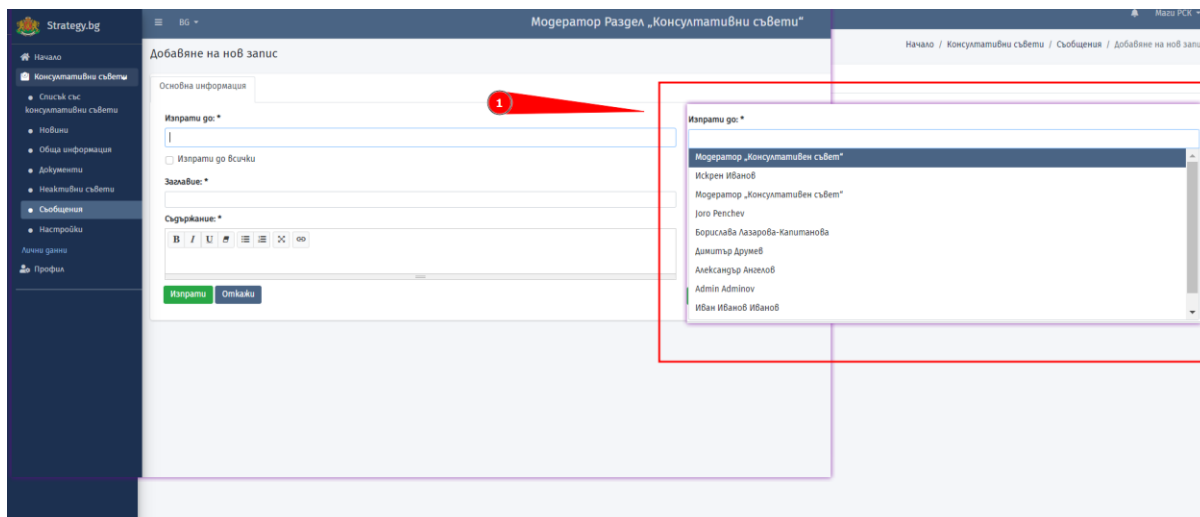 Strategy.bg
BG
Модератор Раздел „Консултативни съвети“
Маги РСК
Начало
Консултативни съвети
Списък със консултативни съвети
Новини
Обща информация
Документи
Неактивни съвети
Съобщения
Настройки
Лични данни
Профил
Добавяне на нов запис
Начало / Консултативни съвети / Съобщения / Добавяне на нов запи
Основна информация
Изпрати до: *
Изпрати до всички
Заглавие: *
Съдържание: *
B I U
Изпрати Откажи
1
Изпрати до: *
Модератор „Консултативен съвет“
Искрен Иванов
Модератор „Консултативен съвет“
Joro Penchev
Борислава Лазарова-Капитанова
Димитър Друмев
Александър Ангелов
Admin Adminov
Иван Иванов Иванов